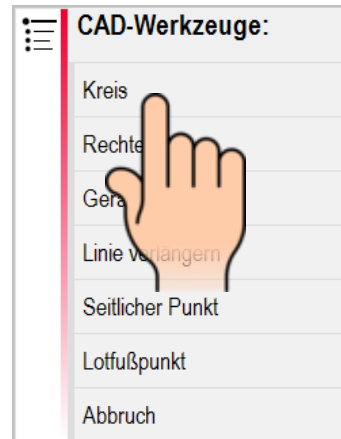 CAD-Werkzeuge:
Kreis
Linie verlängern
Seitlicher Punkt
Lotfußpunkt
Abbruch